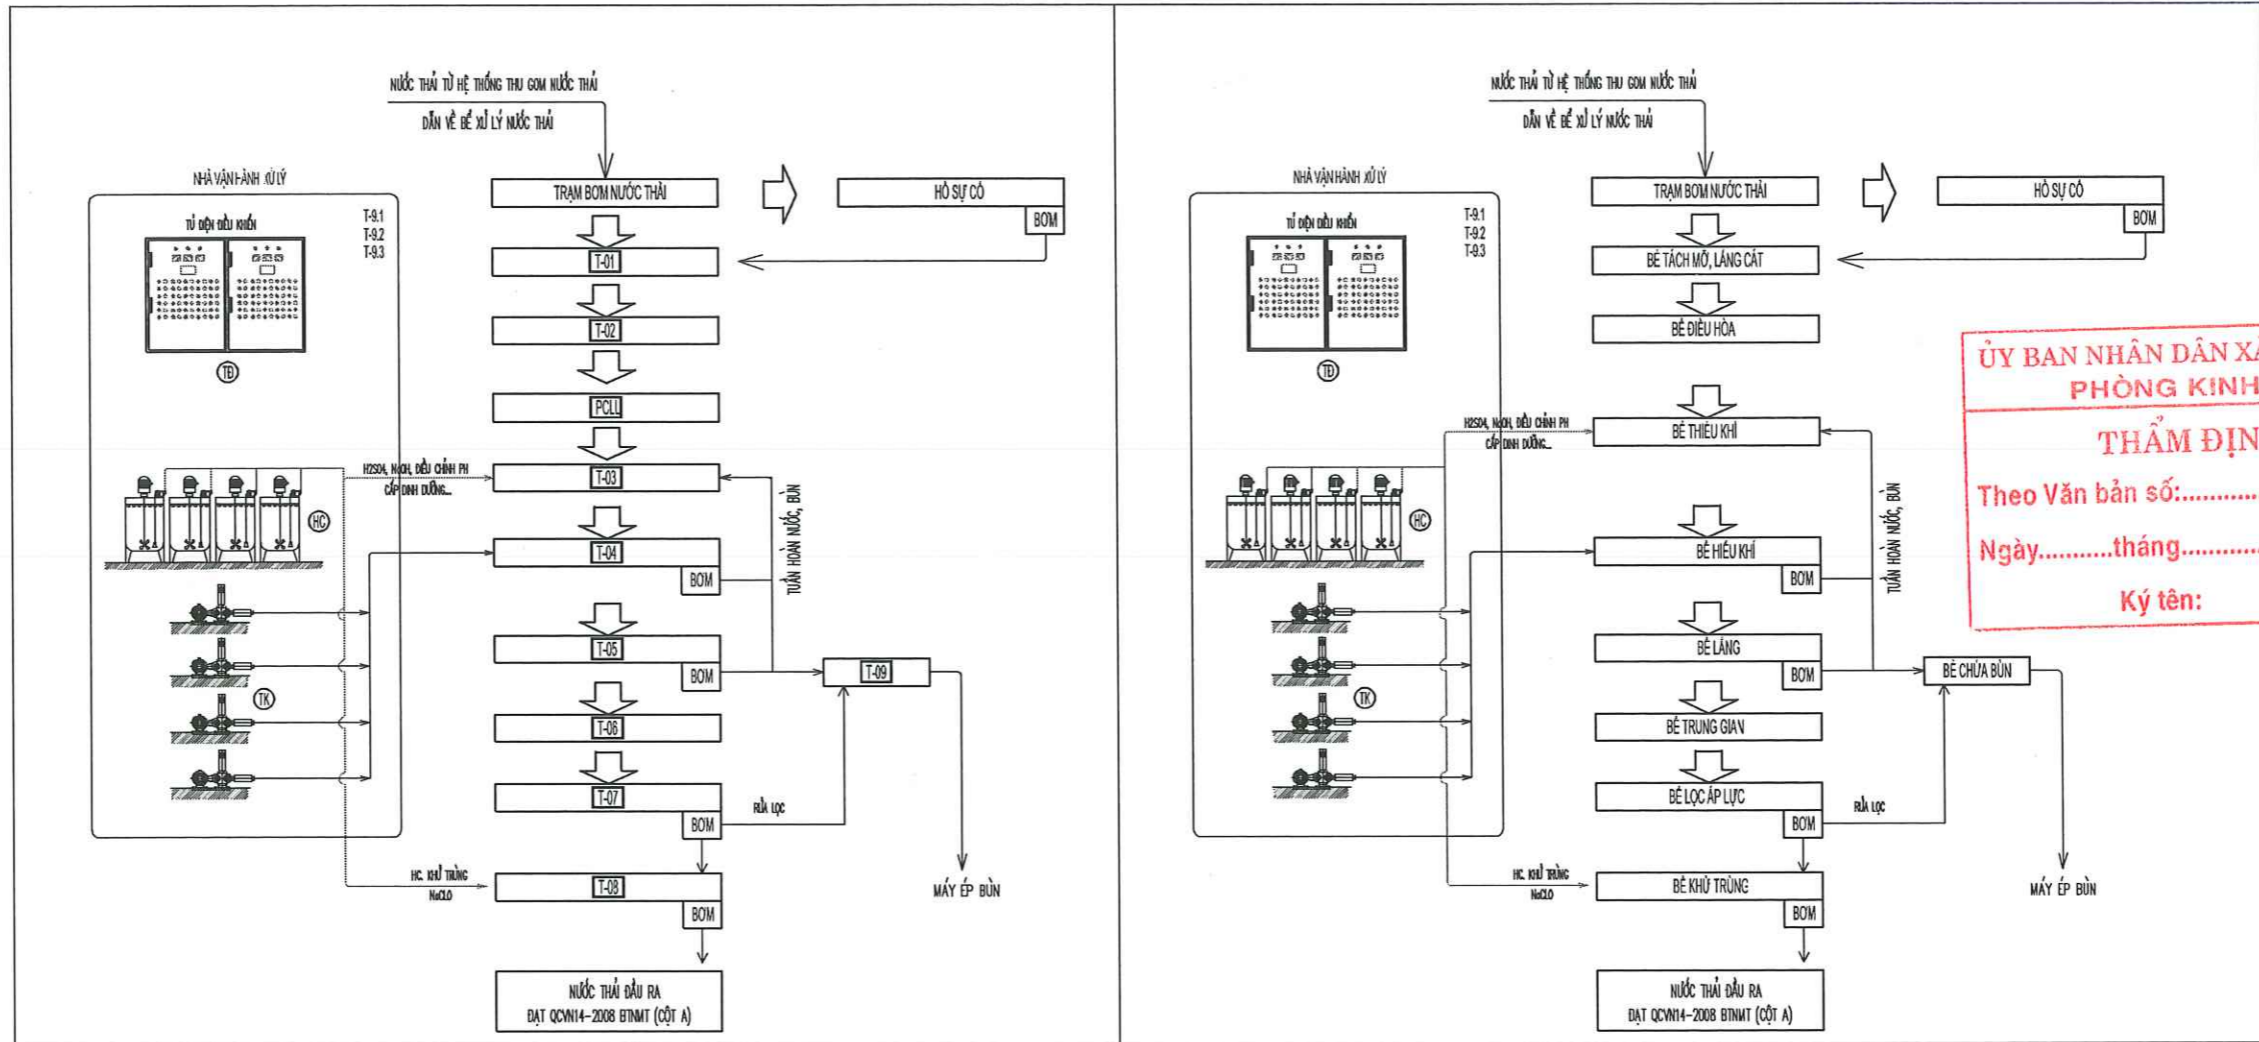 NƯỚC THẢI TỪ HỆ THỐNG THU GOM NƯỚC THẢI
DẪN VỀ BỂ XỬ LÝ NƯỚC THẢI
NHÀ VẬN HÀNH XỬ LÝ
TỦ ĐIỆN ĐIỀU KHIỂN
T-9.1
T-9.2
T-9.3
TĐ
TRẠM BƠM NƯỚC THẢI
HỒ SỰ CỐ
BƠM
T-01
T-02
PCLL
H2SO4, NaOH, ĐIỀU CHỈNH PH
CẤP DINH DƯỠNG...
T-03
HC
T-04
BƠM
TUẦN HOÀN NƯỚC, BÙN
T-05
BƠM
T-09
TK
T-06
T-07
BƠM
RỬA LỌC
HC. KHỬ TRÙNG
NaCLO
T-08
BƠM
MÁY ÉP BÙN
NƯỚC THẢI ĐẦU RA
ĐẠT QCVN14-2008 BTNMT (CỘT A)
NƯỚC THẢI TỪ HỆ THỐNG THU GOM NƯỚC THẢI
DẪN VỀ BỂ XỬ LÝ NƯỚC THẢI
NHÀ VẬN HÀNH XỬ LÝ
TỦ ĐIỆN ĐIỀU KHIỂN
T-9.1
T-9.2
T-9.3
TĐ
TRẠM BƠM NƯỚC THẢI
HỒ SỰ CỐ
BƠM
BỂ TÁCH MỠ, LẮNG CÁT
BỂ ĐIỀU HÒA
H2SO4, NaOH, ĐIỀU CHỈNH PH
CẤP DINH DƯỠNG...
BỂ THIẾU KHÍ
HC
BỂ HIẾU KHÍ
BƠM
TUẦN HOÀN NƯỚC, BÙN
BỂ LẮNG
BƠM
BỂ CHỨA BÙN
TK
BỂ TRUNG GIAN
BỂ LỌC ÁP LỰC
BƠM
RỬA LỌC
HC. KHỬ TRÙNG
NaCLO
BỂ KHỬ TRÙNG
BƠM
MÁY ÉP BÙN
NƯỚC THẢI ĐẦU RA
ĐẠT QCVN14-2008 BTNMT (CỘT A)
ỦY BAN NHÂN DÂN XÃ
PHÒNG KINH
THẨM ĐỊN
Theo Văn bản số:............
Ngày..........tháng............
Ký tên: